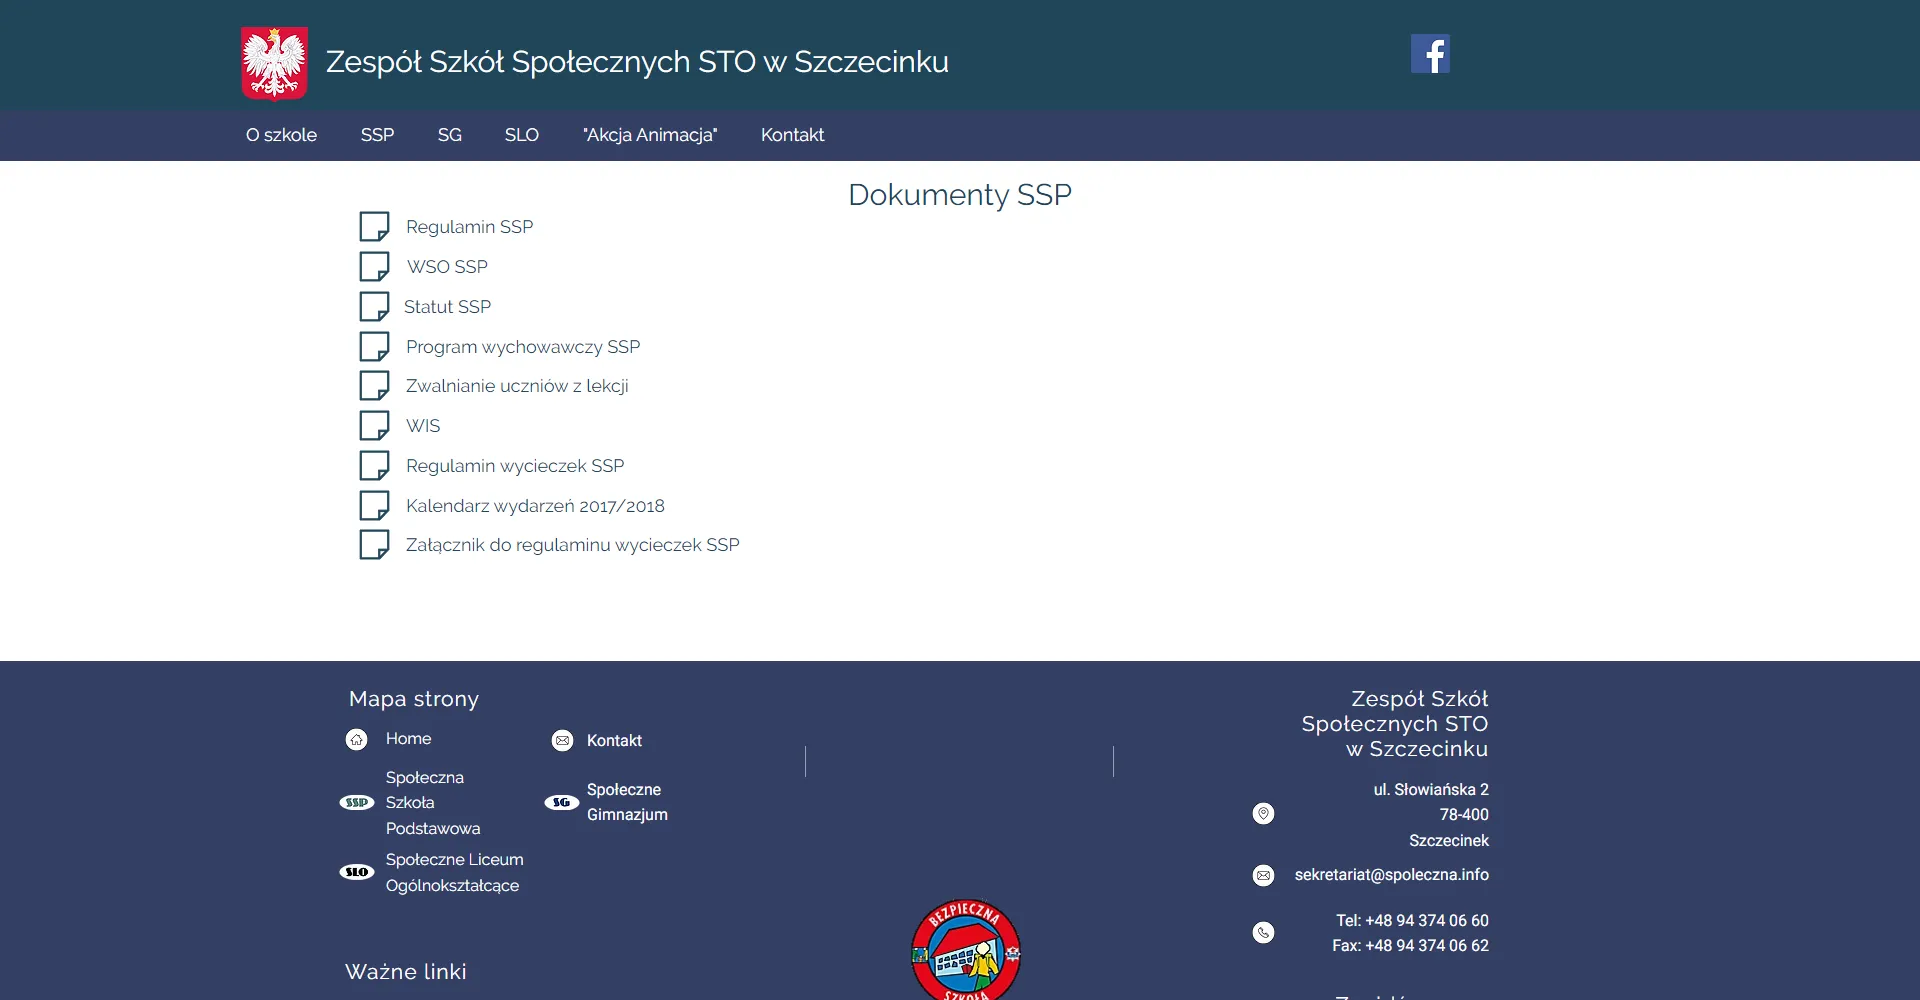 Zespół Szkół Społecznych STO w Szczecinku
O szkole
SSP
SG
SLO
"Akcja Animacja"
Kontakt
Dokumenty SSP
Regulamin SSP
WSO SSP
Statut SSP
Program wychowawczy SSP
Zwalnianie uczniów z lekcji
WIS
Regulamin wycieczek SSP
Kalendarz wydarzeń 2017/2018
Załącznik do regulaminu wycieczek SSP
Mapa strony
Home
Kontakt
SSP
Społeczna
Szkoła
Podstawowa
SG
Społeczne
Gimnazjum
SLO
Społeczne Liceum
Ogólnokształcące
Ważne linki
BEZPIECZNA
SZKOŁA
Zespół Szkół
Społecznych STO
w Szczecinku
ul. Słowiańska 2
78-400
Szczecinek
sekretariat@spoleczna.info
Tel: +48 94 374 06 60
Fax: +48 94 374 06 62